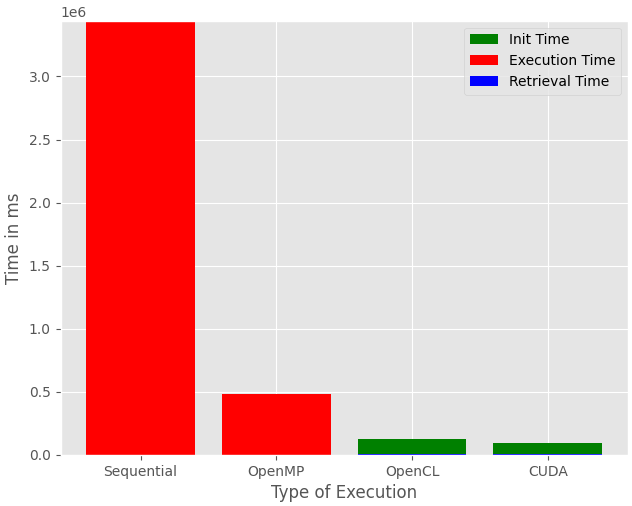 1e6
Init Time
Execution Time
Retrieval Time
3.0
2.5
2.0
1.5
1.0
0.5
0.0
Time in ms
Sequential OpenMP OpenCL CUDA
Type of Execution